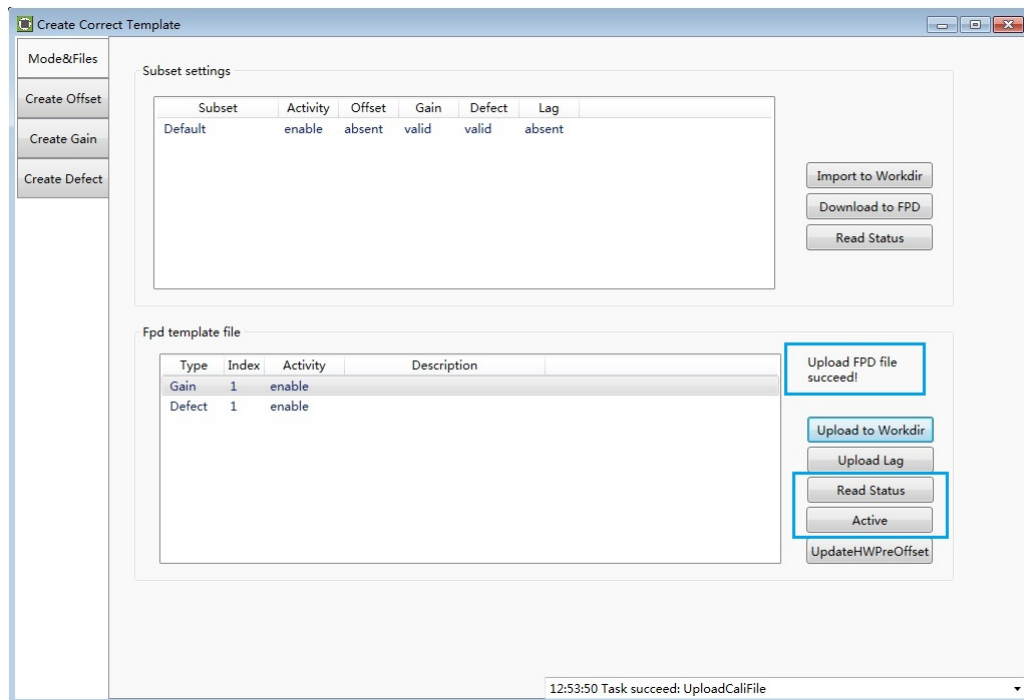 Create Correct Template
Mode&Files
Create Offset
Create Gain
Create Defect
Subset settings
Subset Activity Offset Gain Defect Lag
Default enable absent valid valid absent
Import to Workdir
Download to FPD
Read Status
Fpd template file
Type Index Activity Description
Gain 1 enable
Defect 1 enable
Upload FPD file
succeed!
Upload to Workdir
Upload Lag
Read Status
Active
UpdateHWPreOffset
12:53:50 Task succeed: UploadCaliFile